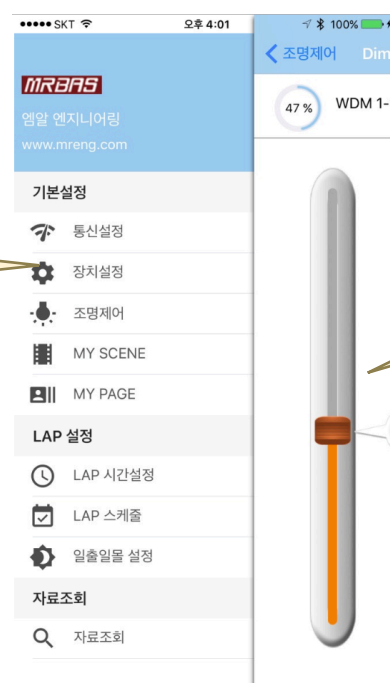 ●●●●● SKT 오후 4:01 100%
조명제어 Dim
MRBAS
47 % WDM 1-
엠알 엔지니어링
www.mreng.com
기본설정
통신설정
장치설정
조명제어
MY SCENE
MY PAGE
LAP 설정
LAP 시간설정
LAP 스케줄
일출일몰 설정
자료조회
자료조회